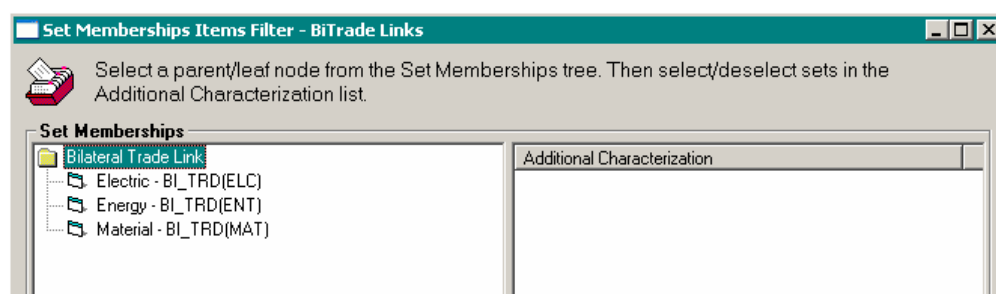 Set Memberships Items Filter - BiTrade Links
Select a parent/leaf node from the Set Memberships tree. Then select/deselect sets in the
Additional Characterization list.
Set Memberships
Bilateral Trade Link
Additional Characterization
Electric - BI_TRD(ELC)
Energy - BI_TRD(ENT)
Material - BI_TRD(MAT)